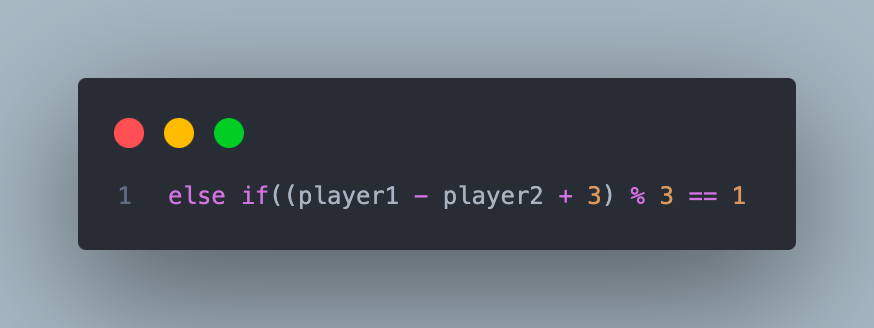 1 else if((player1 - player2 + 3) % 3 == 1